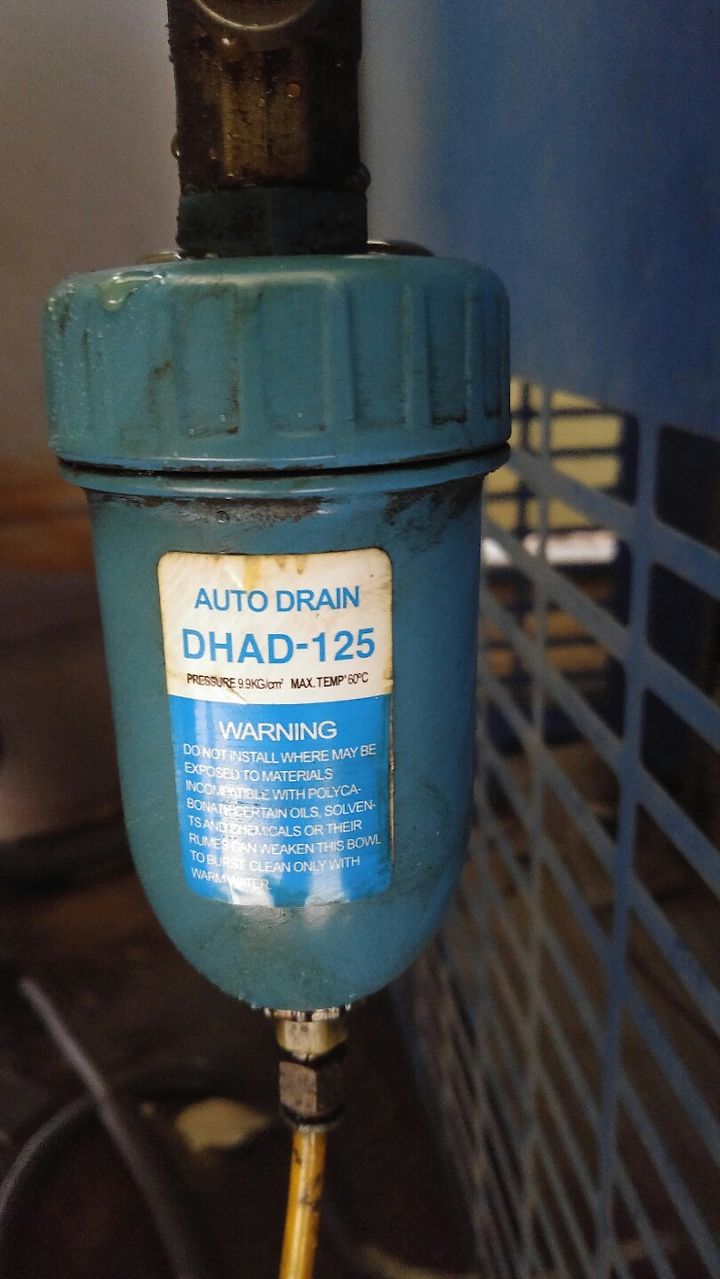 AUTO DRAIN
DHAD-125
PRESSURE 9.9KG/cm² MAX. TEMP' 60°C
WARNING
DO NOT INSTALL WHERE MAY BE
EXPOSED TO MATERIALS
INCOMPATIBLE WITH POLYCA-
BONATE CERTAIN OILS, SOLVEN-
TS AND CHEMICALS OR THEIR
RUMES CAN WEAKEN THIS BOWL
TO BURST. CLEAN ONLY WITH
WARM WATER